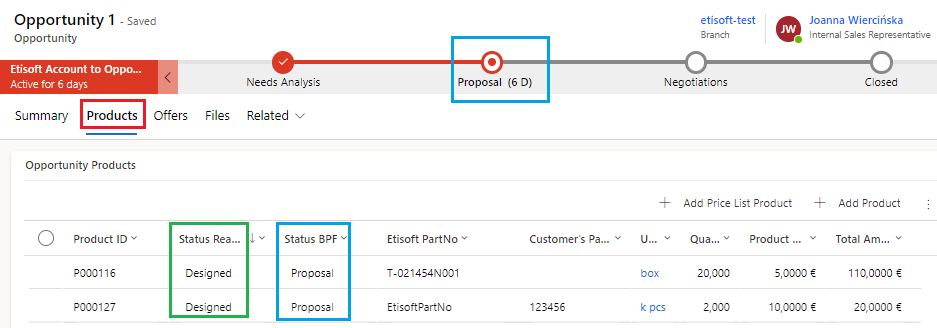 Opportunity 1 - Saved
Opportunity
etisoft-test
Branch
JW
Joanna Wiercińska
Internal Sales Representative
Etisoft Account to Oppo...
Active for 6 days
Needs Analysis
Proposal (6 D)
Negotiations
Closed
Summary Products Offers Files Related
Opportunity Products
+ Add Price List Product + Add Product
Product ID Status Rea... Status BPF Etisoft PartNo Customer's Pa... U... Qua... Product ... Total Am...
P000116 Designed Proposal T-021454N001 box 20,000 5,0000 € 110,0000 €
P000127 Designed Proposal EtisoftPartNo 123456 k pcs 2,000 10,0000 € 20,0000 €